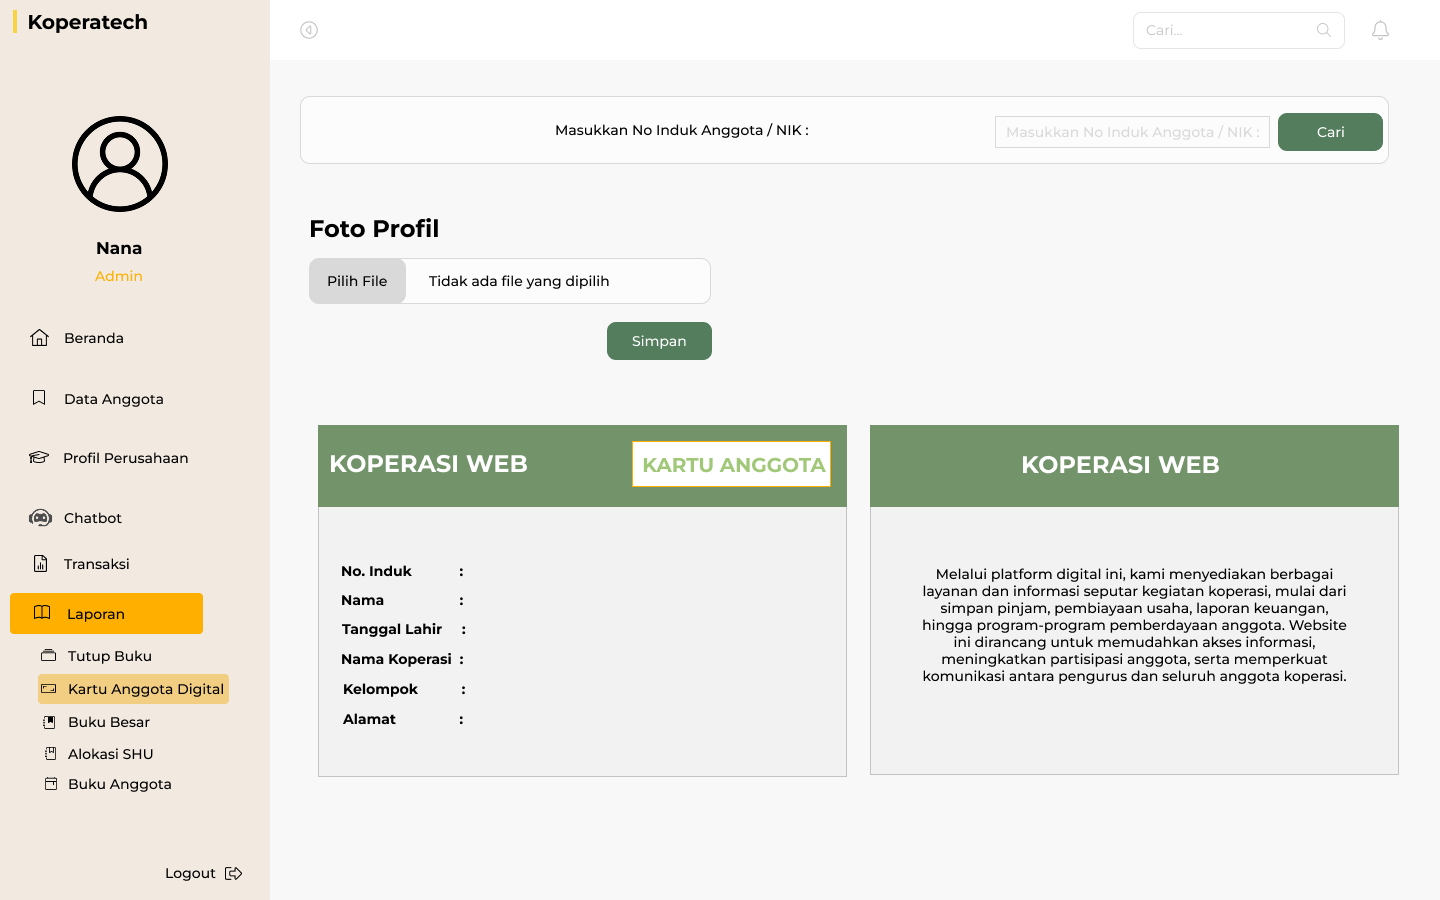 Koperatech
Nana
Admin
Beranda
Data Anggota
Profil Perusahaan
Chatbot
Transaksi
Laporan
Tutup Buku
Kartu Anggota Digital
Buku Besar
Alokasi SHU
Buku Anggota
Logout
Cari...
Masukkan No Induk Anggota / NIK :
Masukkan No Induk Anggota / NIK :
Cari
Foto Profil
Pilih File
Tidak ada file yang dipilih
Simpan
KOPERASI WEB
KARTU ANGGOTA
No. Induk :
Nama :
Tanggal Lahir :
Nama Koperasi :
Kelompok :
Alamat :
KOPERASI WEB
Melalui platform digital ini, kami menyediakan berbagai
layanan dan informasi seputar kegiatan koperasi, mulai dari
simpan pinjam, pembiayaan usaha, laporan keuangan,
hingga program-program pemberdayaan anggota. Website
ini dirancang untuk memudahkan akses informasi,
meningkatkan partisipasi anggota, serta memperkuat
komunikasi antara pengurus dan seluruh anggota koperasi.